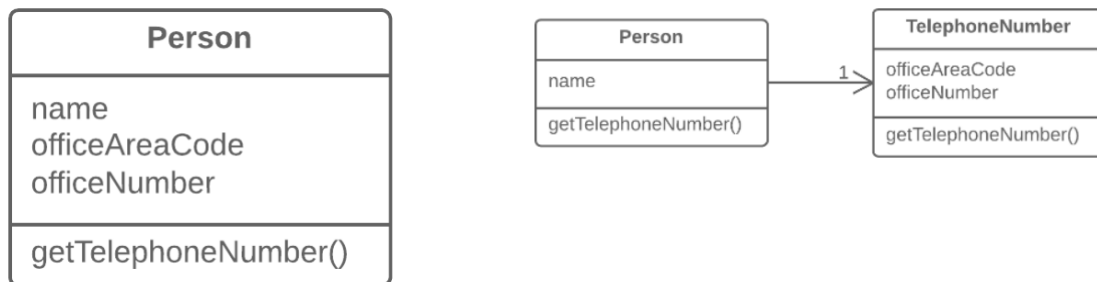 Person
name
officeAreaCode
officeNumber
getTelephoneNumber()
Person
name
getTelephoneNumber()
1
TelephoneNumber
officeAreaCode
officeNumber
getTelephoneNumber()